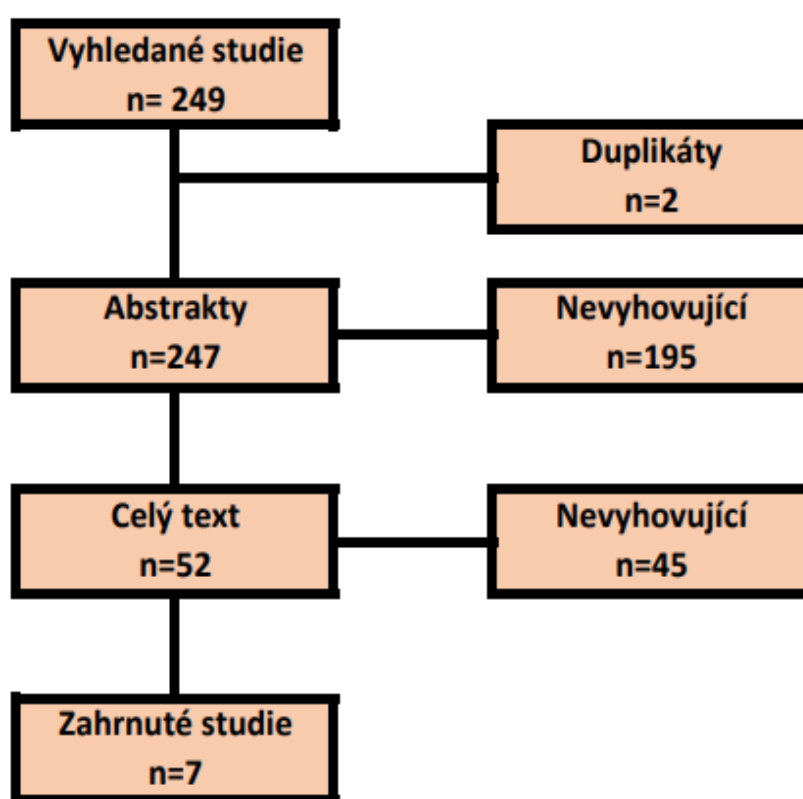 Vyhledané studie
n= 249
Duplikáty
n=2
Abstrakty
n=247
Nevyhovující
n=195
Celý text
n=52
Nevyhovující
n=45
Zahrnuté studie
n=7